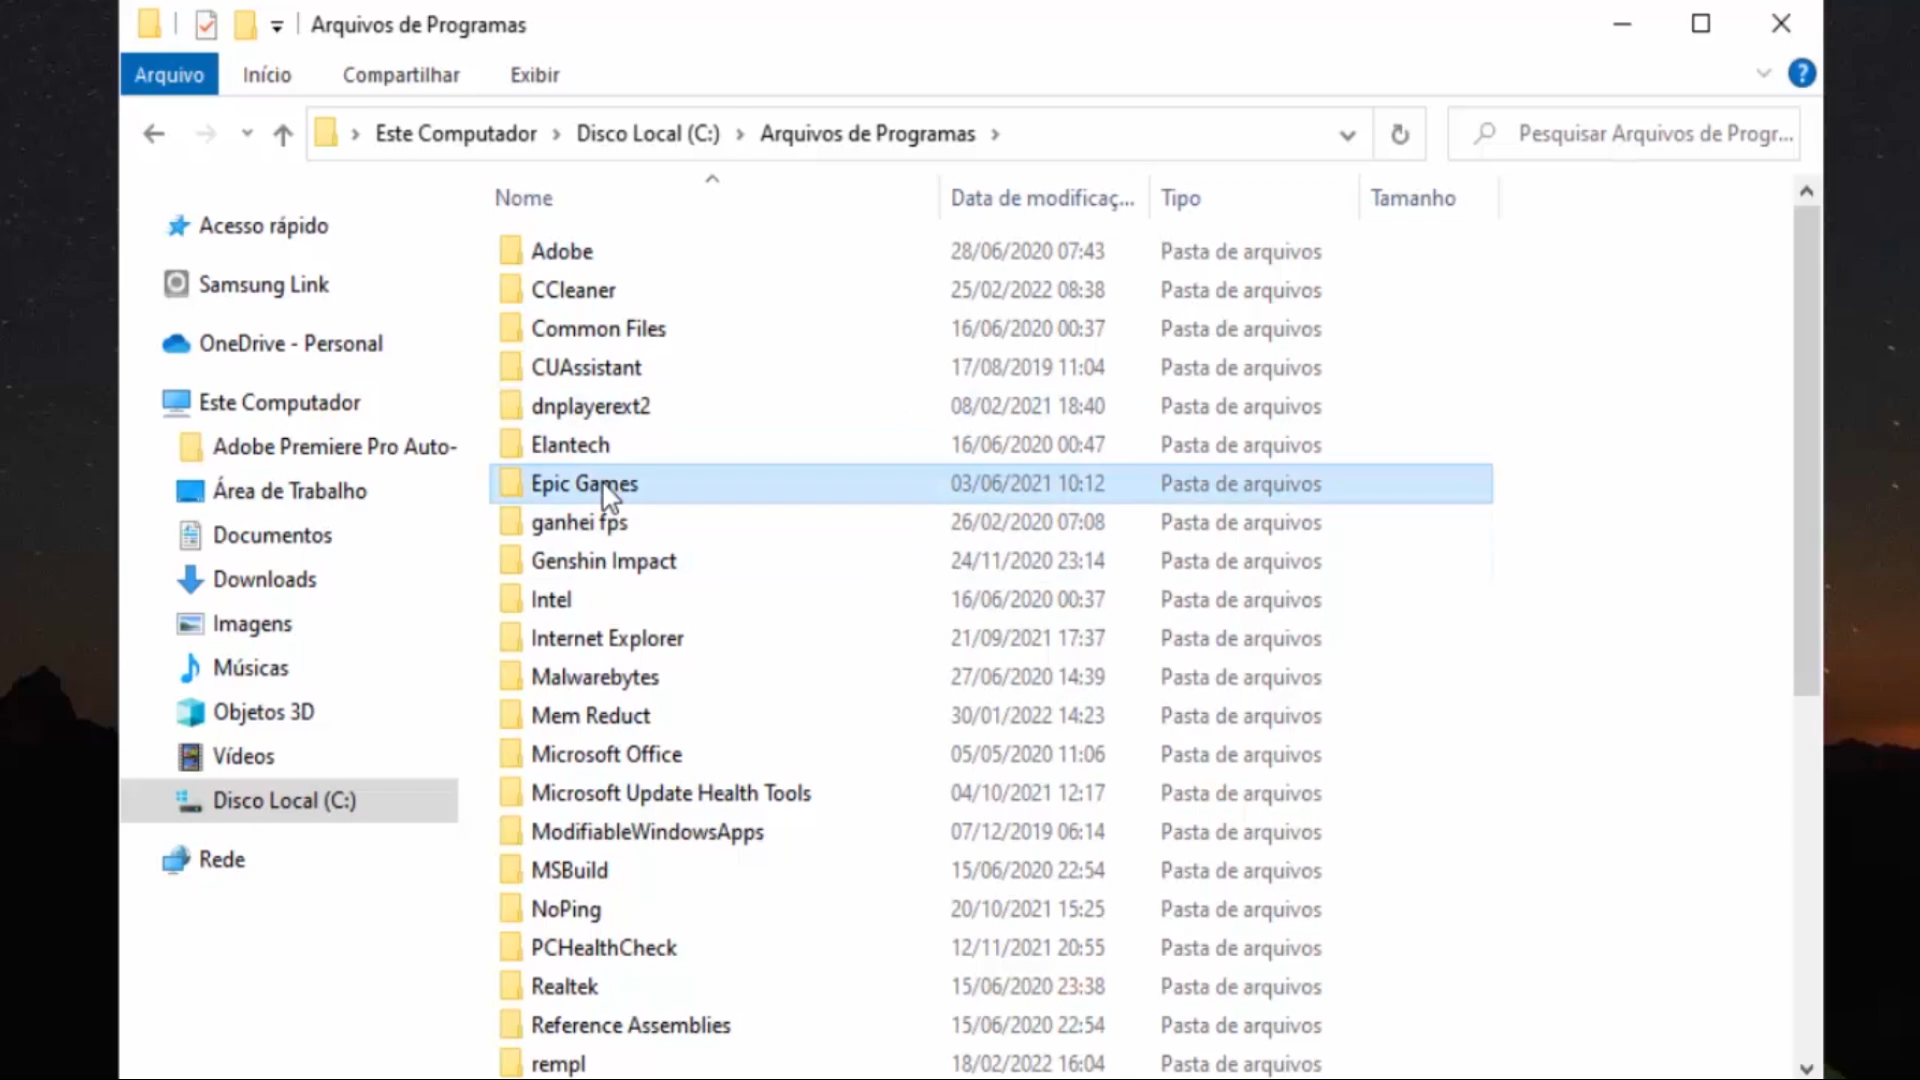 Arquivos de Programas
Arquivo Início Compartilhar Exibir
Este Computador Disco Local (C:) Arquivos de Programas
Pesquisar Arquivos de Progr...
Acesso rápido
Samsung Link
OneDrive - Personal
Este Computador
Adobe Premiere Pro Auto-
Área de Trabalho
Documentos
Downloads
Imagens
Músicas
Objetos 3D
Vídeos
Disco Local (C:)
Rede
Nome Data de modificaç... Tipo Tamanho
Adobe 28/06/2020 07:43 Pasta de arquivos
CCleaner 25/02/2022 08:38 Pasta de arquivos
Common Files 16/06/2020 00:37 Pasta de arquivos
CUAssistant 17/08/2019 11:04 Pasta de arquivos
dnplayerext2 08/02/2021 18:40 Pasta de arquivos
Elantech 16/06/2020 00:47 Pasta de arquivos
Epic Games 03/06/2021 10:12 Pasta de arquivos
ganhei fps 26/02/2020 07:08 Pasta de arquivos
Genshin Impact 24/11/2020 23:14 Pasta de arquivos
Intel 16/06/2020 00:37 Pasta de arquivos
Internet Explorer 21/09/2021 17:37 Pasta de arquivos
Malwarebytes 27/06/2020 14:39 Pasta de arquivos
Mem Reduct 30/01/2022 14:23 Pasta de arquivos
Microsoft Office 05/05/2020 11:06 Pasta de arquivos
Microsoft Update Health Tools 04/10/2021 12:17 Pasta de arquivos
ModifiableWindowsApps 07/12/2019 06:14 Pasta de arquivos
MSBuild 15/06/2020 22:54 Pasta de arquivos
NoPing 20/10/2021 15:25 Pasta de arquivos
PCHealthCheck 12/11/2021 20:55 Pasta de arquivos
Realtek 15/06/2020 23:38 Pasta de arquivos
Reference Assemblies 15/06/2020 22:54 Pasta de arquivos
rempl 18/02/2022 16:04 Pasta de arquivos